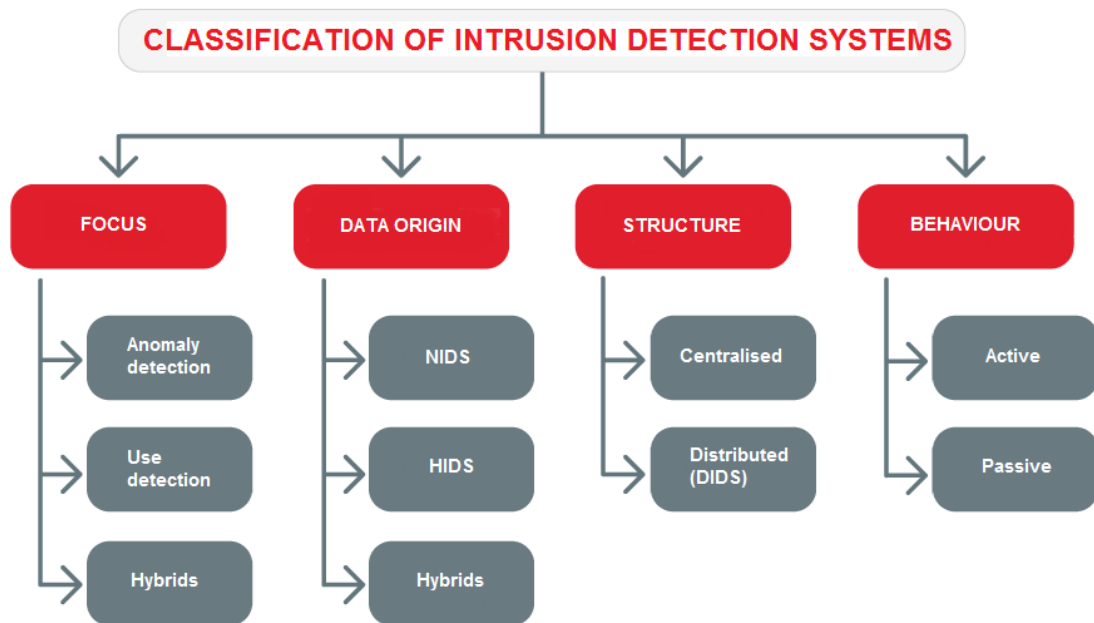 CLASSIFICATION OF INTRUSION DETECTION SYSTEMS
FOCUS
Anomaly
detection
Use
detection
Hybrids
DATA ORIGIN
NIDS
HIDS
Hybrids
STRUCTURE
Centralised
Distributed
(DIDS)
BEHAVIOUR
Active
Passive